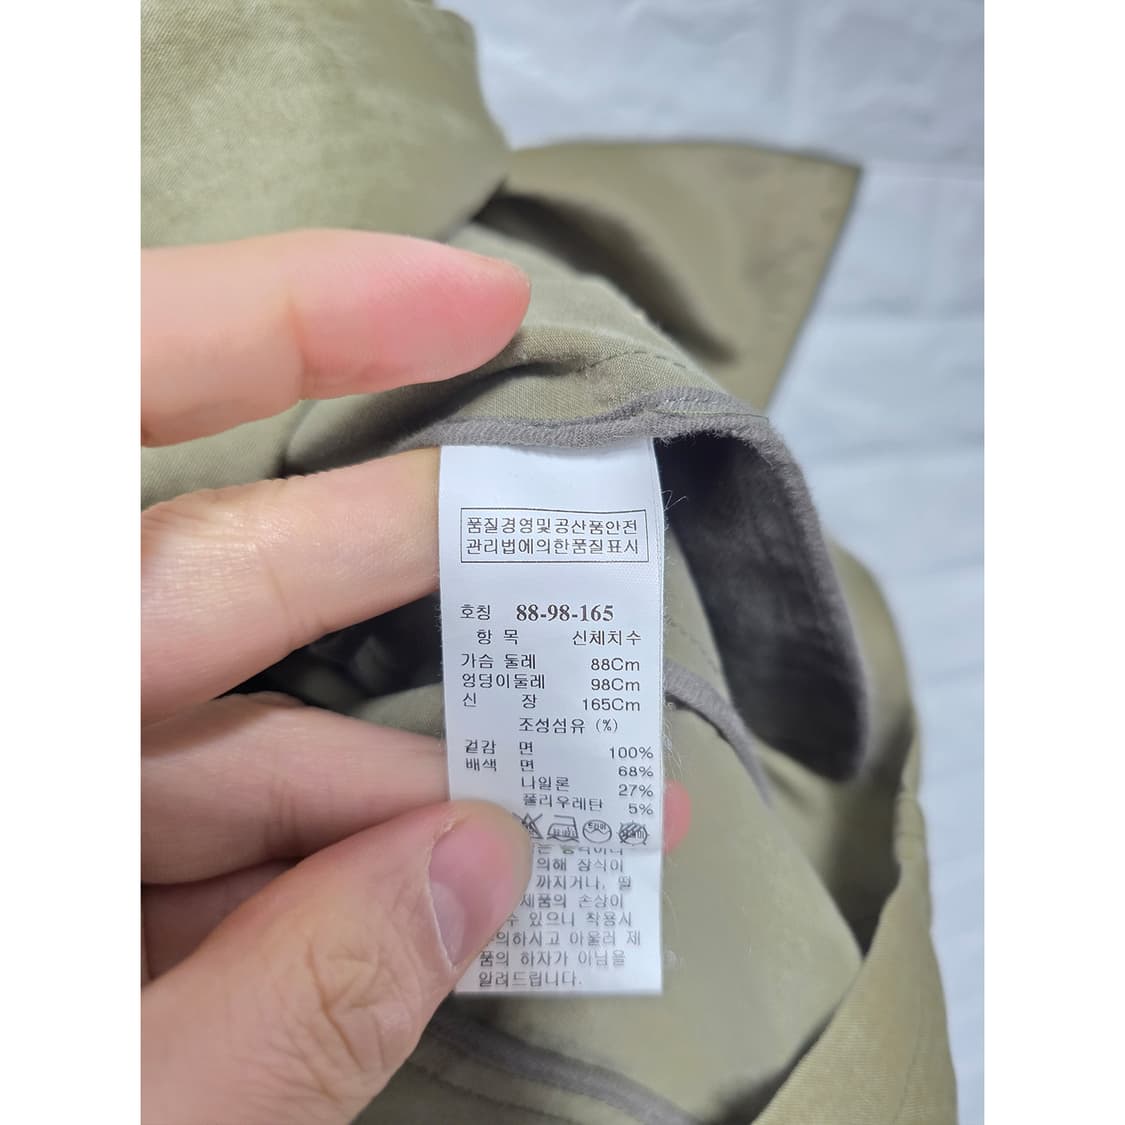 품질경영및공산품안전
관리법에의한품질표시
호칭 88-98-165
항 목 신체치수
가슴 둘레 88Cm
엉덩이둘레 98Cm
신 장 165Cm
조성섬유 (%)
겉감 면 100%
배색 면 68%
나일론 27%
폴리우레탄 5%
의해 장식이
까지거나, 떨
제품의 손상이
있으니 착용시
하시고 아울러 제
품의 하자가 아님을
알려드립니다.